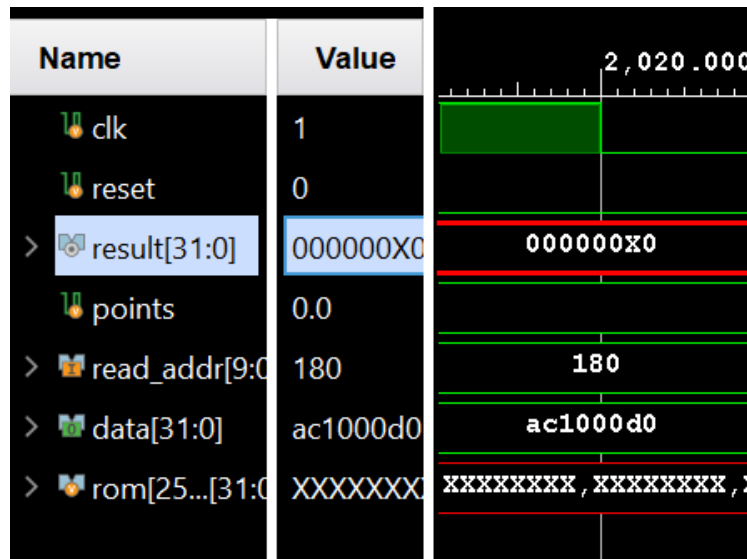 Name Value 2,020.000
clk 1
reset 0
result[31:0] 000000X0 000000X0
points 0.0
read_addr[9:0 180 180
data[31:0] ac1000d0 ac1000d0
rom[25...[31:0 XXXXXXXX XXXXXXXX,XXXXXXXX,